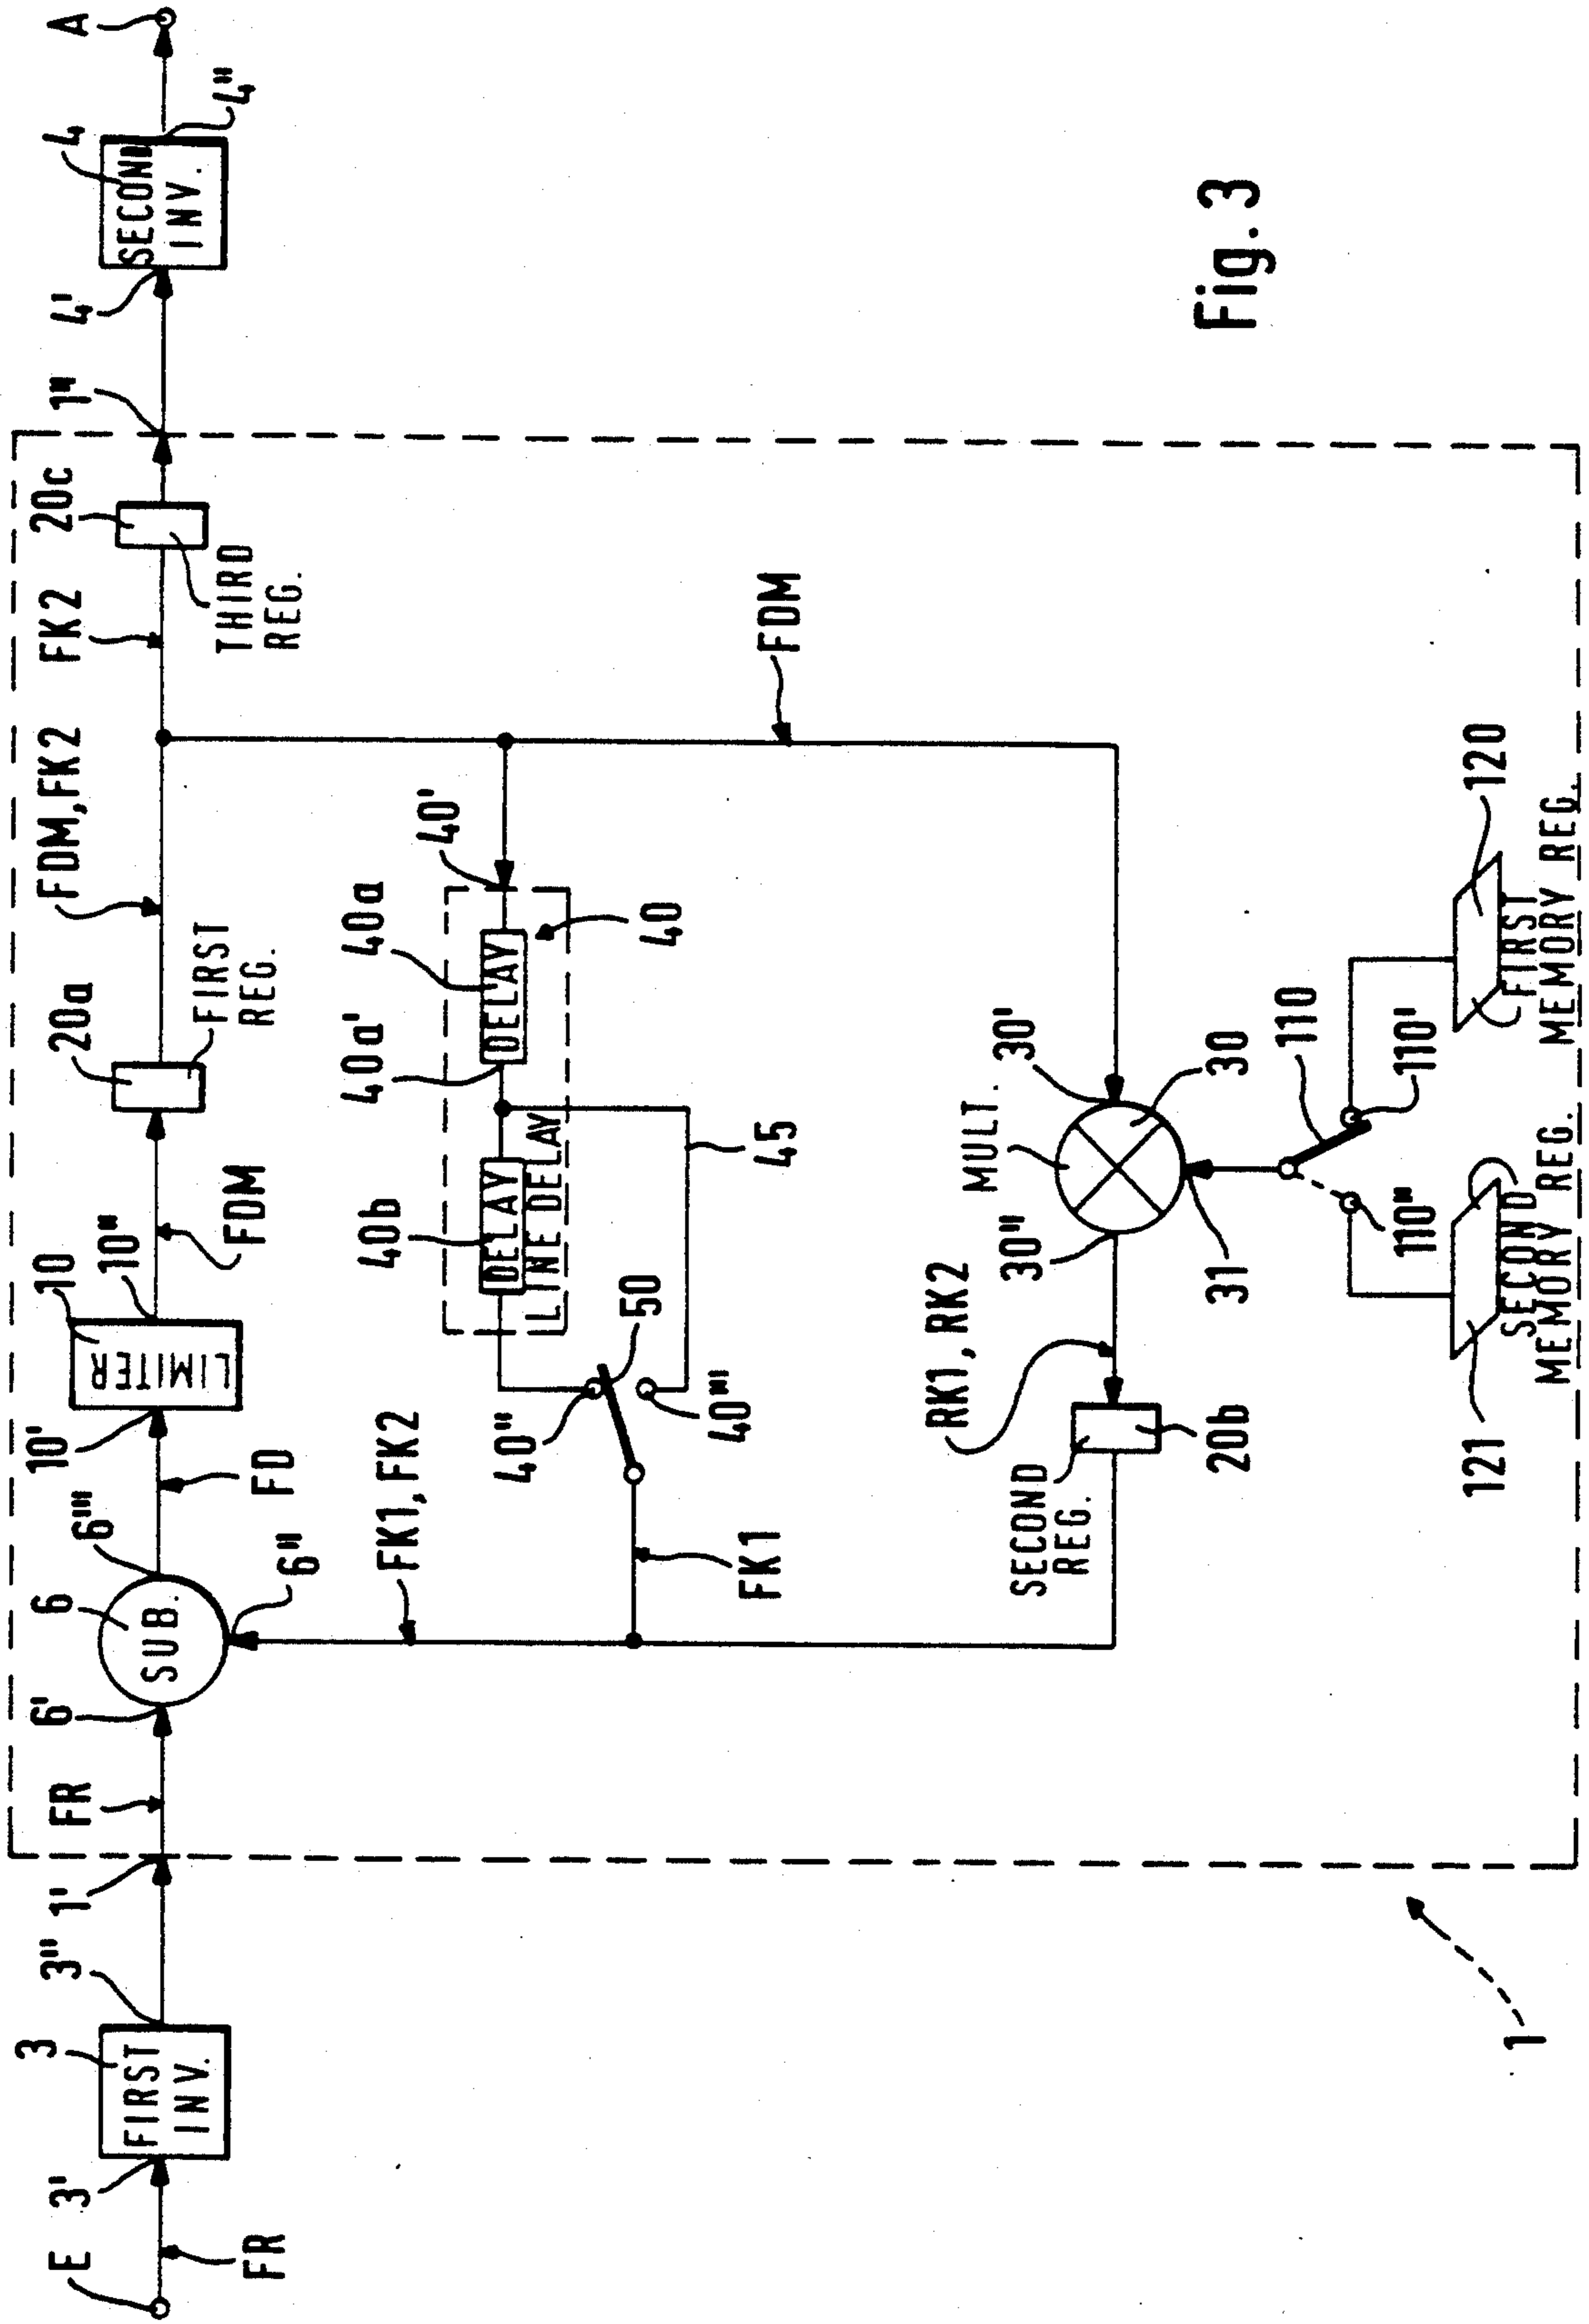 E
FR
3'
FIRST
INV.
3
3"
1'
FR
6'
SUB.
6
6"
6'''
FD
10'
LIMITER
10
10"
FDM
20a
FIRST
REG.
FDM,FK2
FK2
20c
THIRD
REG.
1"
4'
SECOND
INV.
4
4"
A
FK1,FK2
FK1
40"
50
40'''
40b
DELAY
LINE DELAY
45
40a'
40a
DELAY
40
40'
FDM
SECOND
REG.
20b
RK1,RK2
30"
MULT.
30'
30
31
110
110'
110"
121
SECOND
MEMORY REG.
120
FIRST
MEMORY REG.
1
Fig. 3